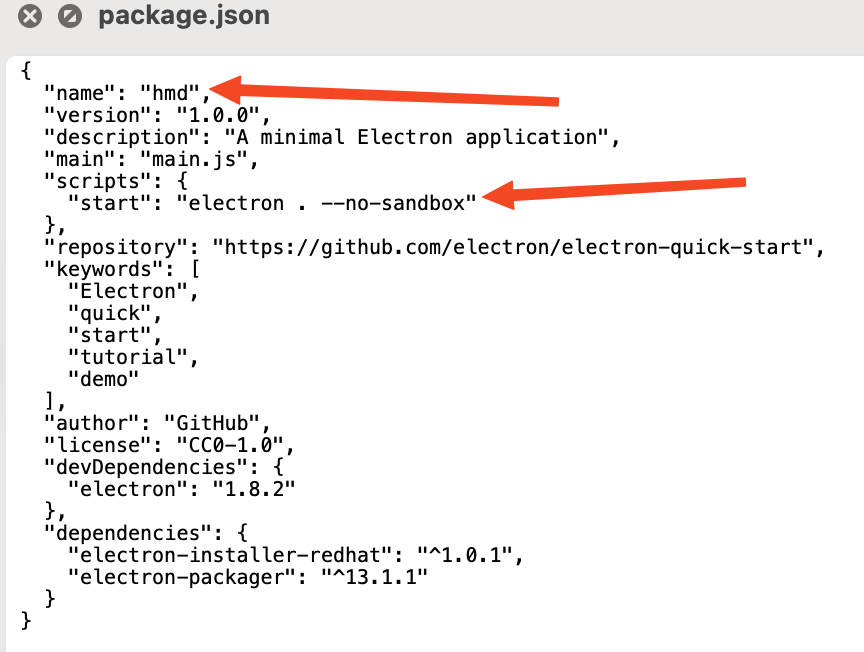 package.json
{
"name": "hmd",
"version": "1.0.0",
"description": "A minimal Electron application",
"main": "main.js",
"scripts": {
"start": "electron . --no-sandbox"
},
"repository": "https://github.com/electron/electron-quick-start",
"keywords": [
"Electron",
"quick",
"start",
"tutorial",
"demo"
],
"author": "GitHub",
"license": "CC0-1.0",
"devDependencies": {
"electron": "1.8.2"
},
"dependencies": {
"electron-installer-redhat": "^1.0.1",
"electron-packager": "^13.1.1"
}
}